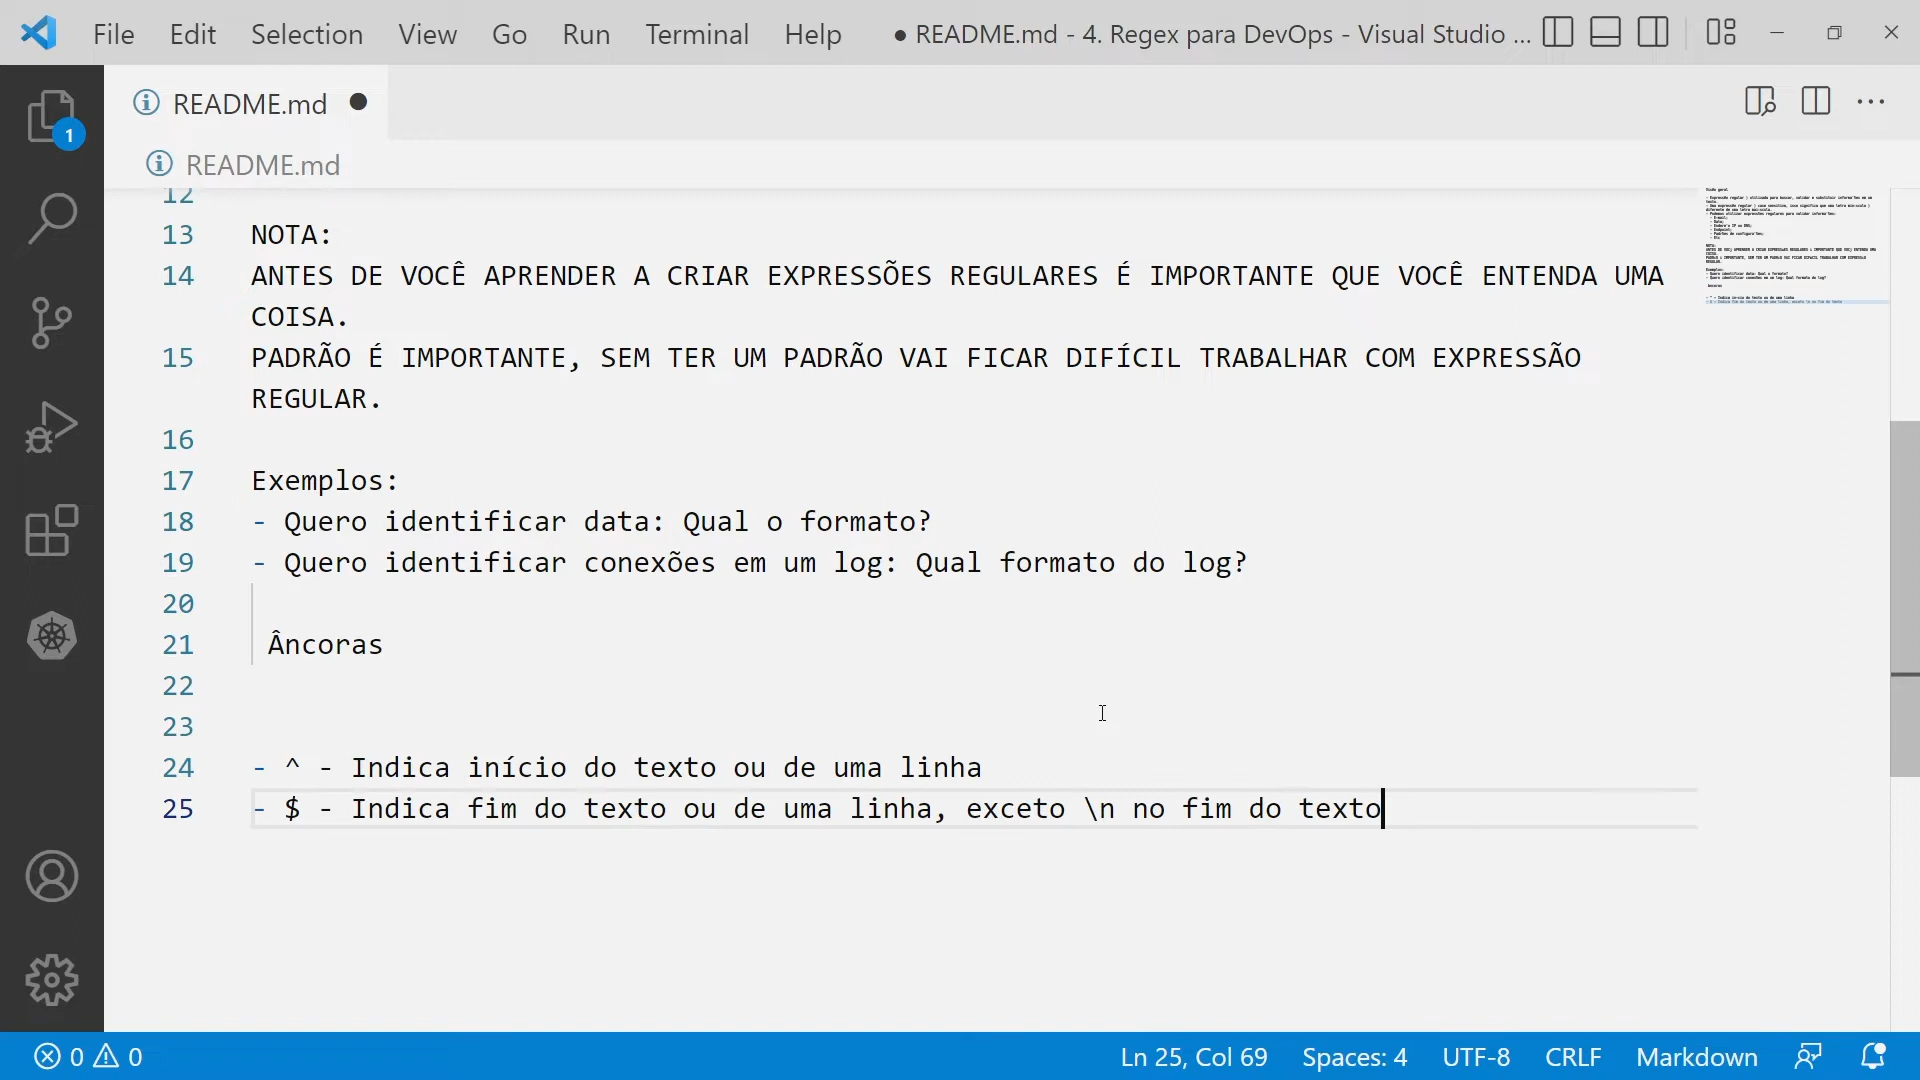 File Edit Selection View Go Run Terminal Help ● README.md - 4. Regex para DevOps - Visual Studio ...
README.md ●
1
README.md
12
13 NOTA:
14 ANTES DE VOCÊ APRENDER A CRIAR EXPRESSÕES REGULARES É IMPORTANTE QUE VOCÊ ENTENDA UMA
COISA.
15 PADRÃO É IMPORTANTE, SEM TER UM PADRÃO VAI FICAR DIFÍCIL TRABALHAR COM EXPRESSÃO
REGULAR.
16
17 Exemplos:
18 - Quero identificar data: Qual o formato?
19 - Quero identificar conexões em um log: Qual formato do log?
20
21 Âncoras
22
23
24 - ^ - Indica início do texto ou de uma linha
25 - $ - Indica fim do texto ou de uma linha, exceto \n no fim do texto
0 0 Ln 25, Col 69 Spaces: 4 UTF-8 CRLF Markdown